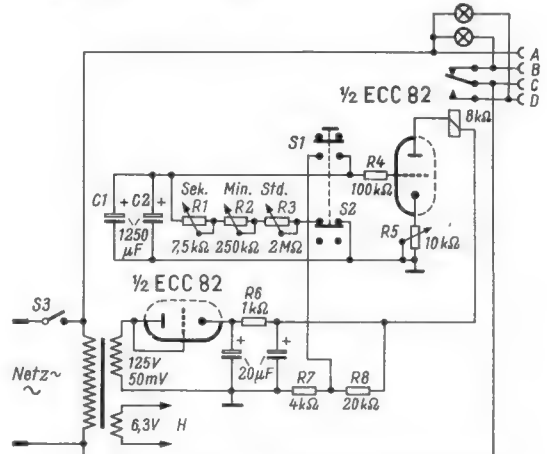 A
B
C
D
½ ECC 82
8kΩ
S1
R4
100kΩ
Sek. Min. Std.
C1 + C2 +
R1 R2 R3
S2
1250 µF
7,5kΩ 250kΩ 2MΩ
R5
10kΩ
½ ECC 82
S3
R6
1kΩ
Netz~
~
125V
50mV
+ +
20µF
R7 R8
4kΩ 20kΩ
6,3V H